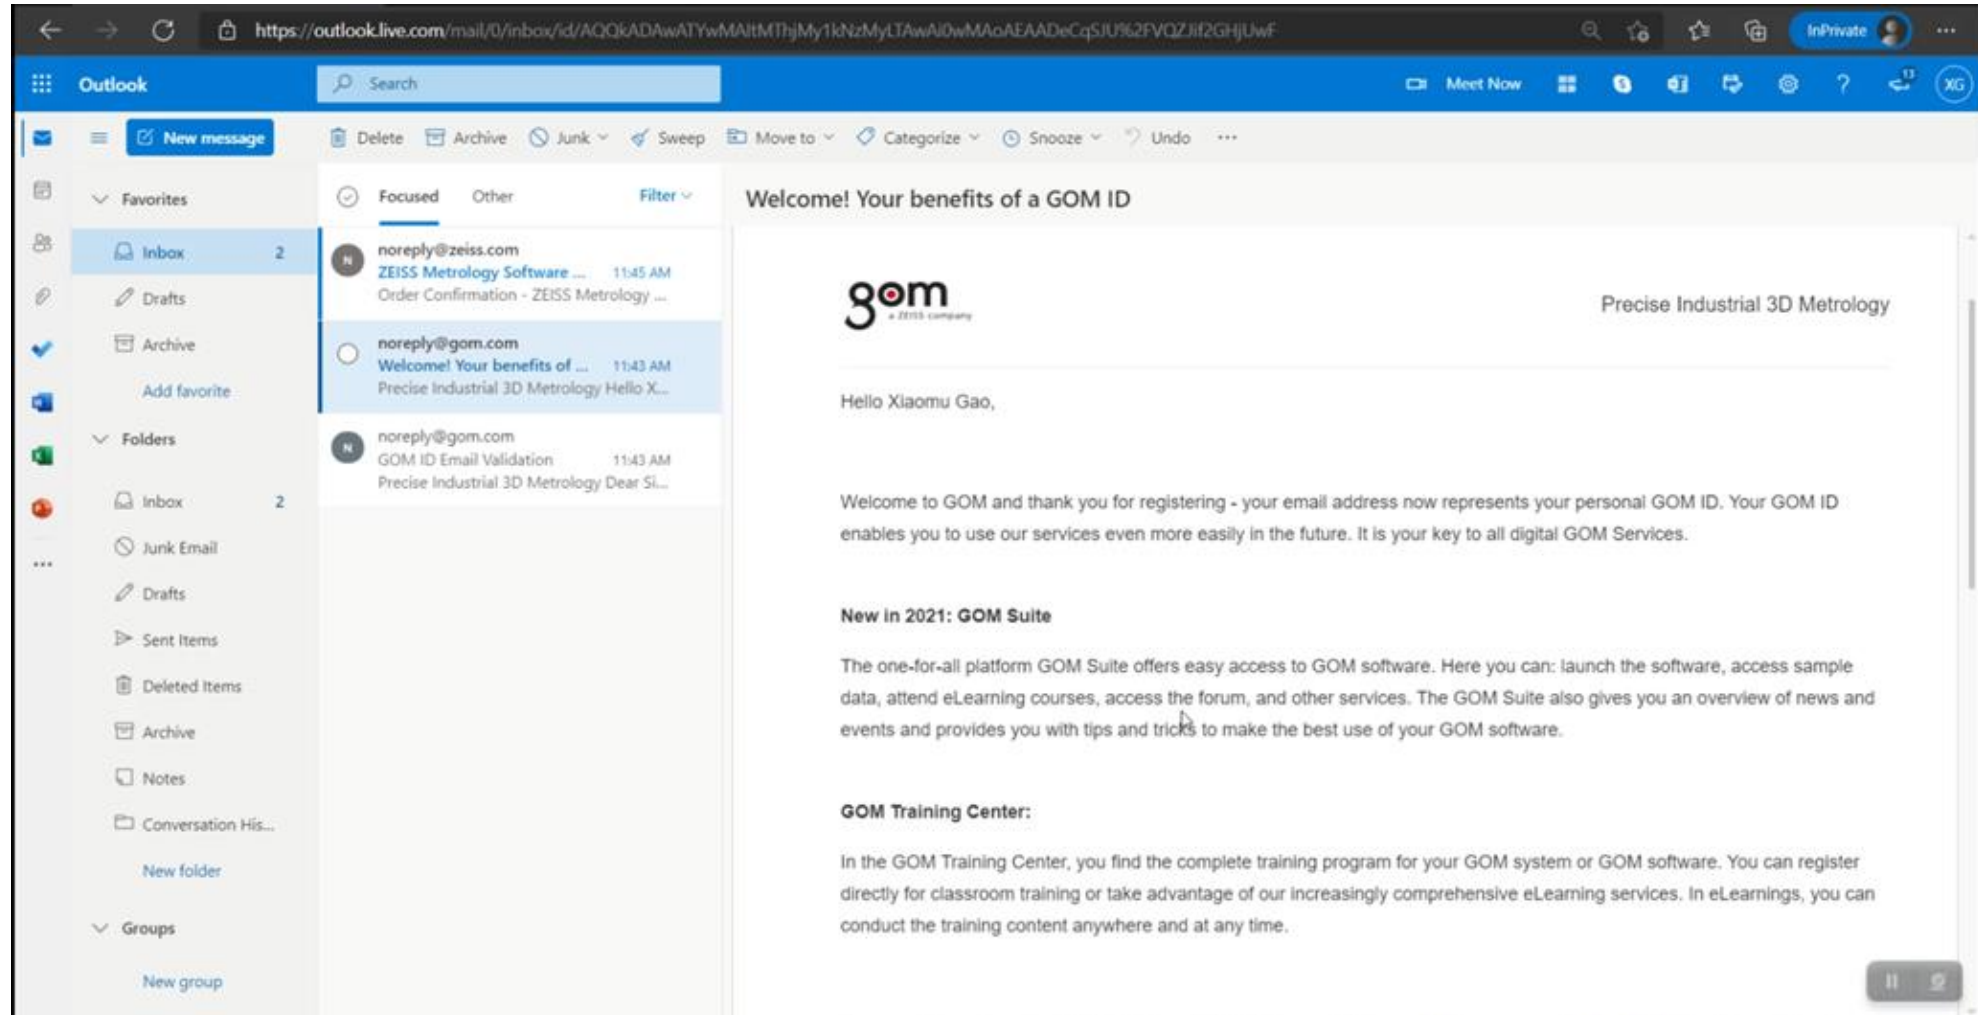 https://outlook.live.com/mail/0/inbox/id/
InPrivate
Outlook
Search
Meet Now
13
XG
New message
Delete
Archive
Junk
Sweep
Move to
Categorize
Snooze
Undo
Favorites
Inbox 2
Drafts
Archive
Add favorite
Folders
Inbox 2
Junk Email
Drafts
Sent Items
Deleted Items
Archive
Notes
Conversation His...
New folder
Groups
New group
Focused Other Filter
N
noreply@zeiss.com
ZEISS Metrology Software ... 11:45 AM
Order Confirmation - ZEISS Metrology ...
noreply@gom.com
Welcome! Your benefits of ... 11:43 AM
Precise Industrial 3D Metrology Hello X...
N
noreply@gom.com
GOM ID Email Validation 11:43 AM
Precise Industrial 3D Metrology Dear Si...
Welcome! Your benefits of a GOM ID
gom
a ZEISS company
Precise Industrial 3D Metrology
Hello Xiaomu Gao,
Welcome to GOM and thank you for registering - your email address now represents your personal GOM ID. Your GOM ID
enables you to use our services even more easily in the future. It is your key to all digital GOM Services.
New in 2021: GOM Suite
The one-for-all platform GOM Suite offers easy access to GOM software. Here you can: launch the software, access sample
data, attend eLearning courses, access the forum, and other services. The GOM Suite also gives you an overview of news and
events and provides you with tips and tricks to make the best use of your GOM software.
GOM Training Center:
In the GOM Training Center, you find the complete training program for your GOM system or GOM software. You can register
directly for classroom training or take advantage of our increasingly comprehensive eLearning services. In eLearnings, you can
conduct the training content anywhere and at any time.